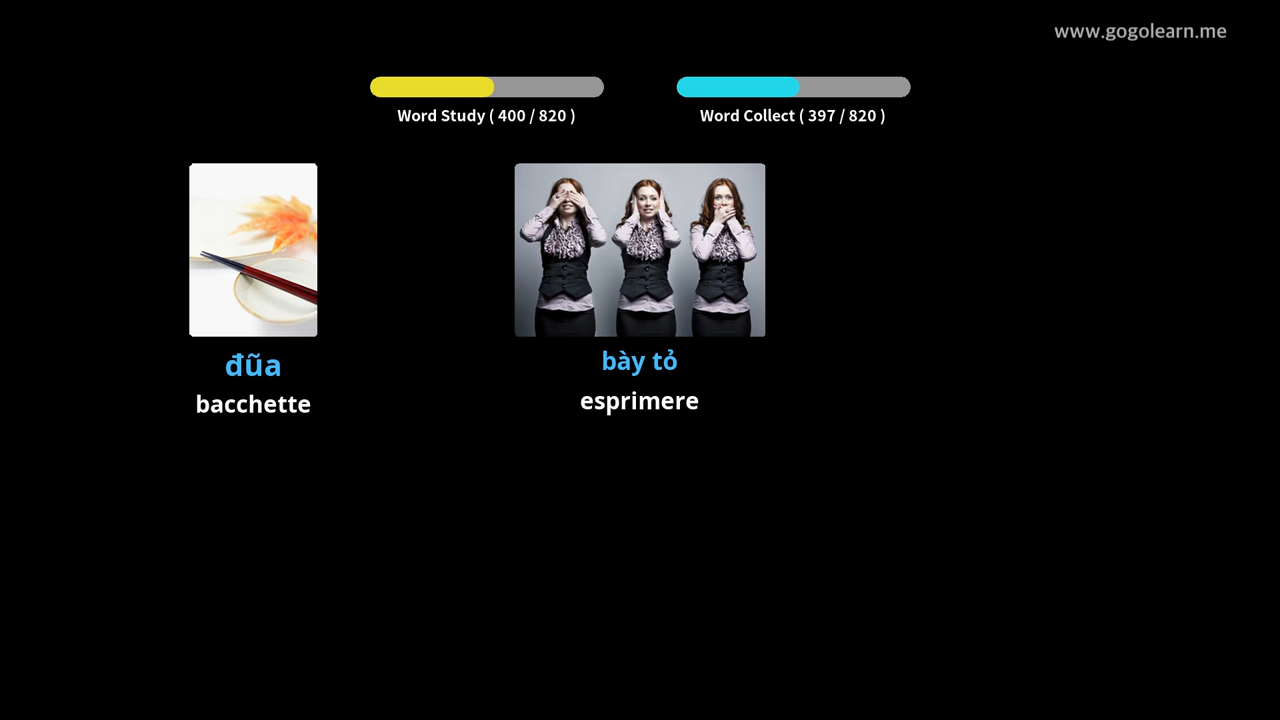 www.gogolearn.me
Word Study ( 400 / 820 )
Word Collect ( 397 / 820 )
đũa
bacchette
bày tỏ
esprimere